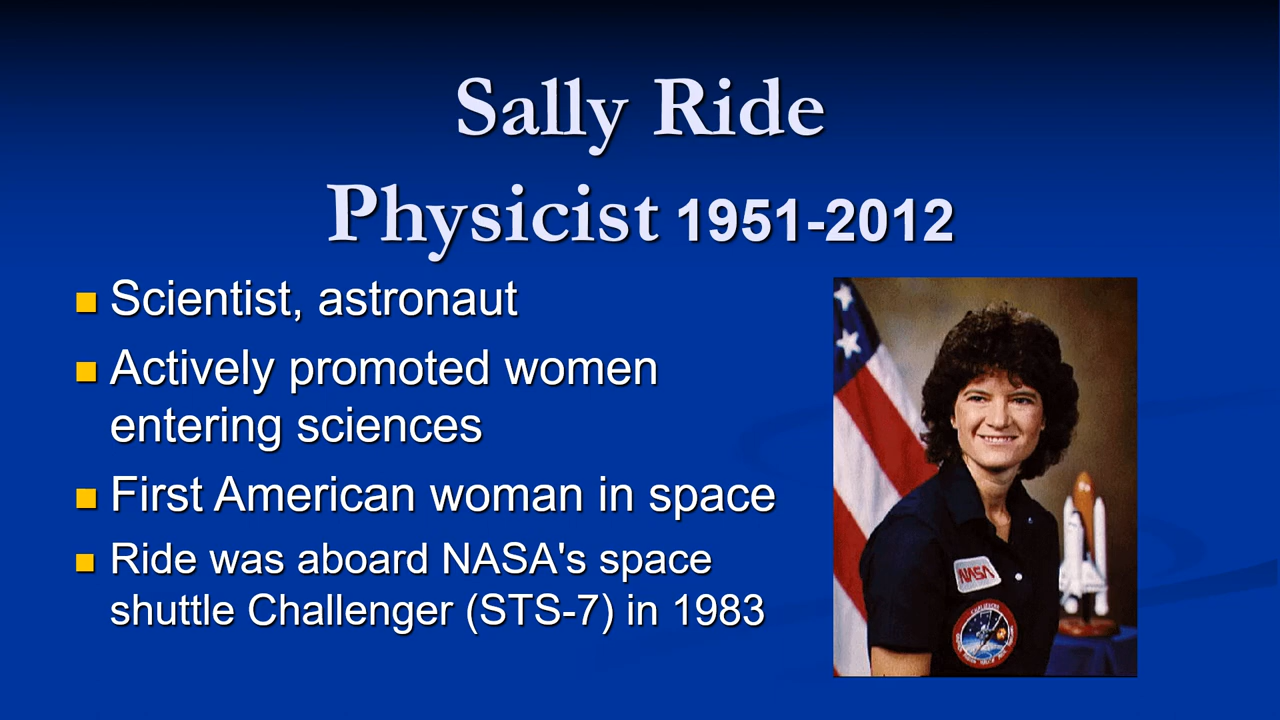 Sally Ride
Physicist 1951-2012
Scientist, astronaut
Actively promoted women
entering sciences
First American woman in space
Ride was aboard NASA's space
shuttle Challenger (STS-7) in 1983
NASA